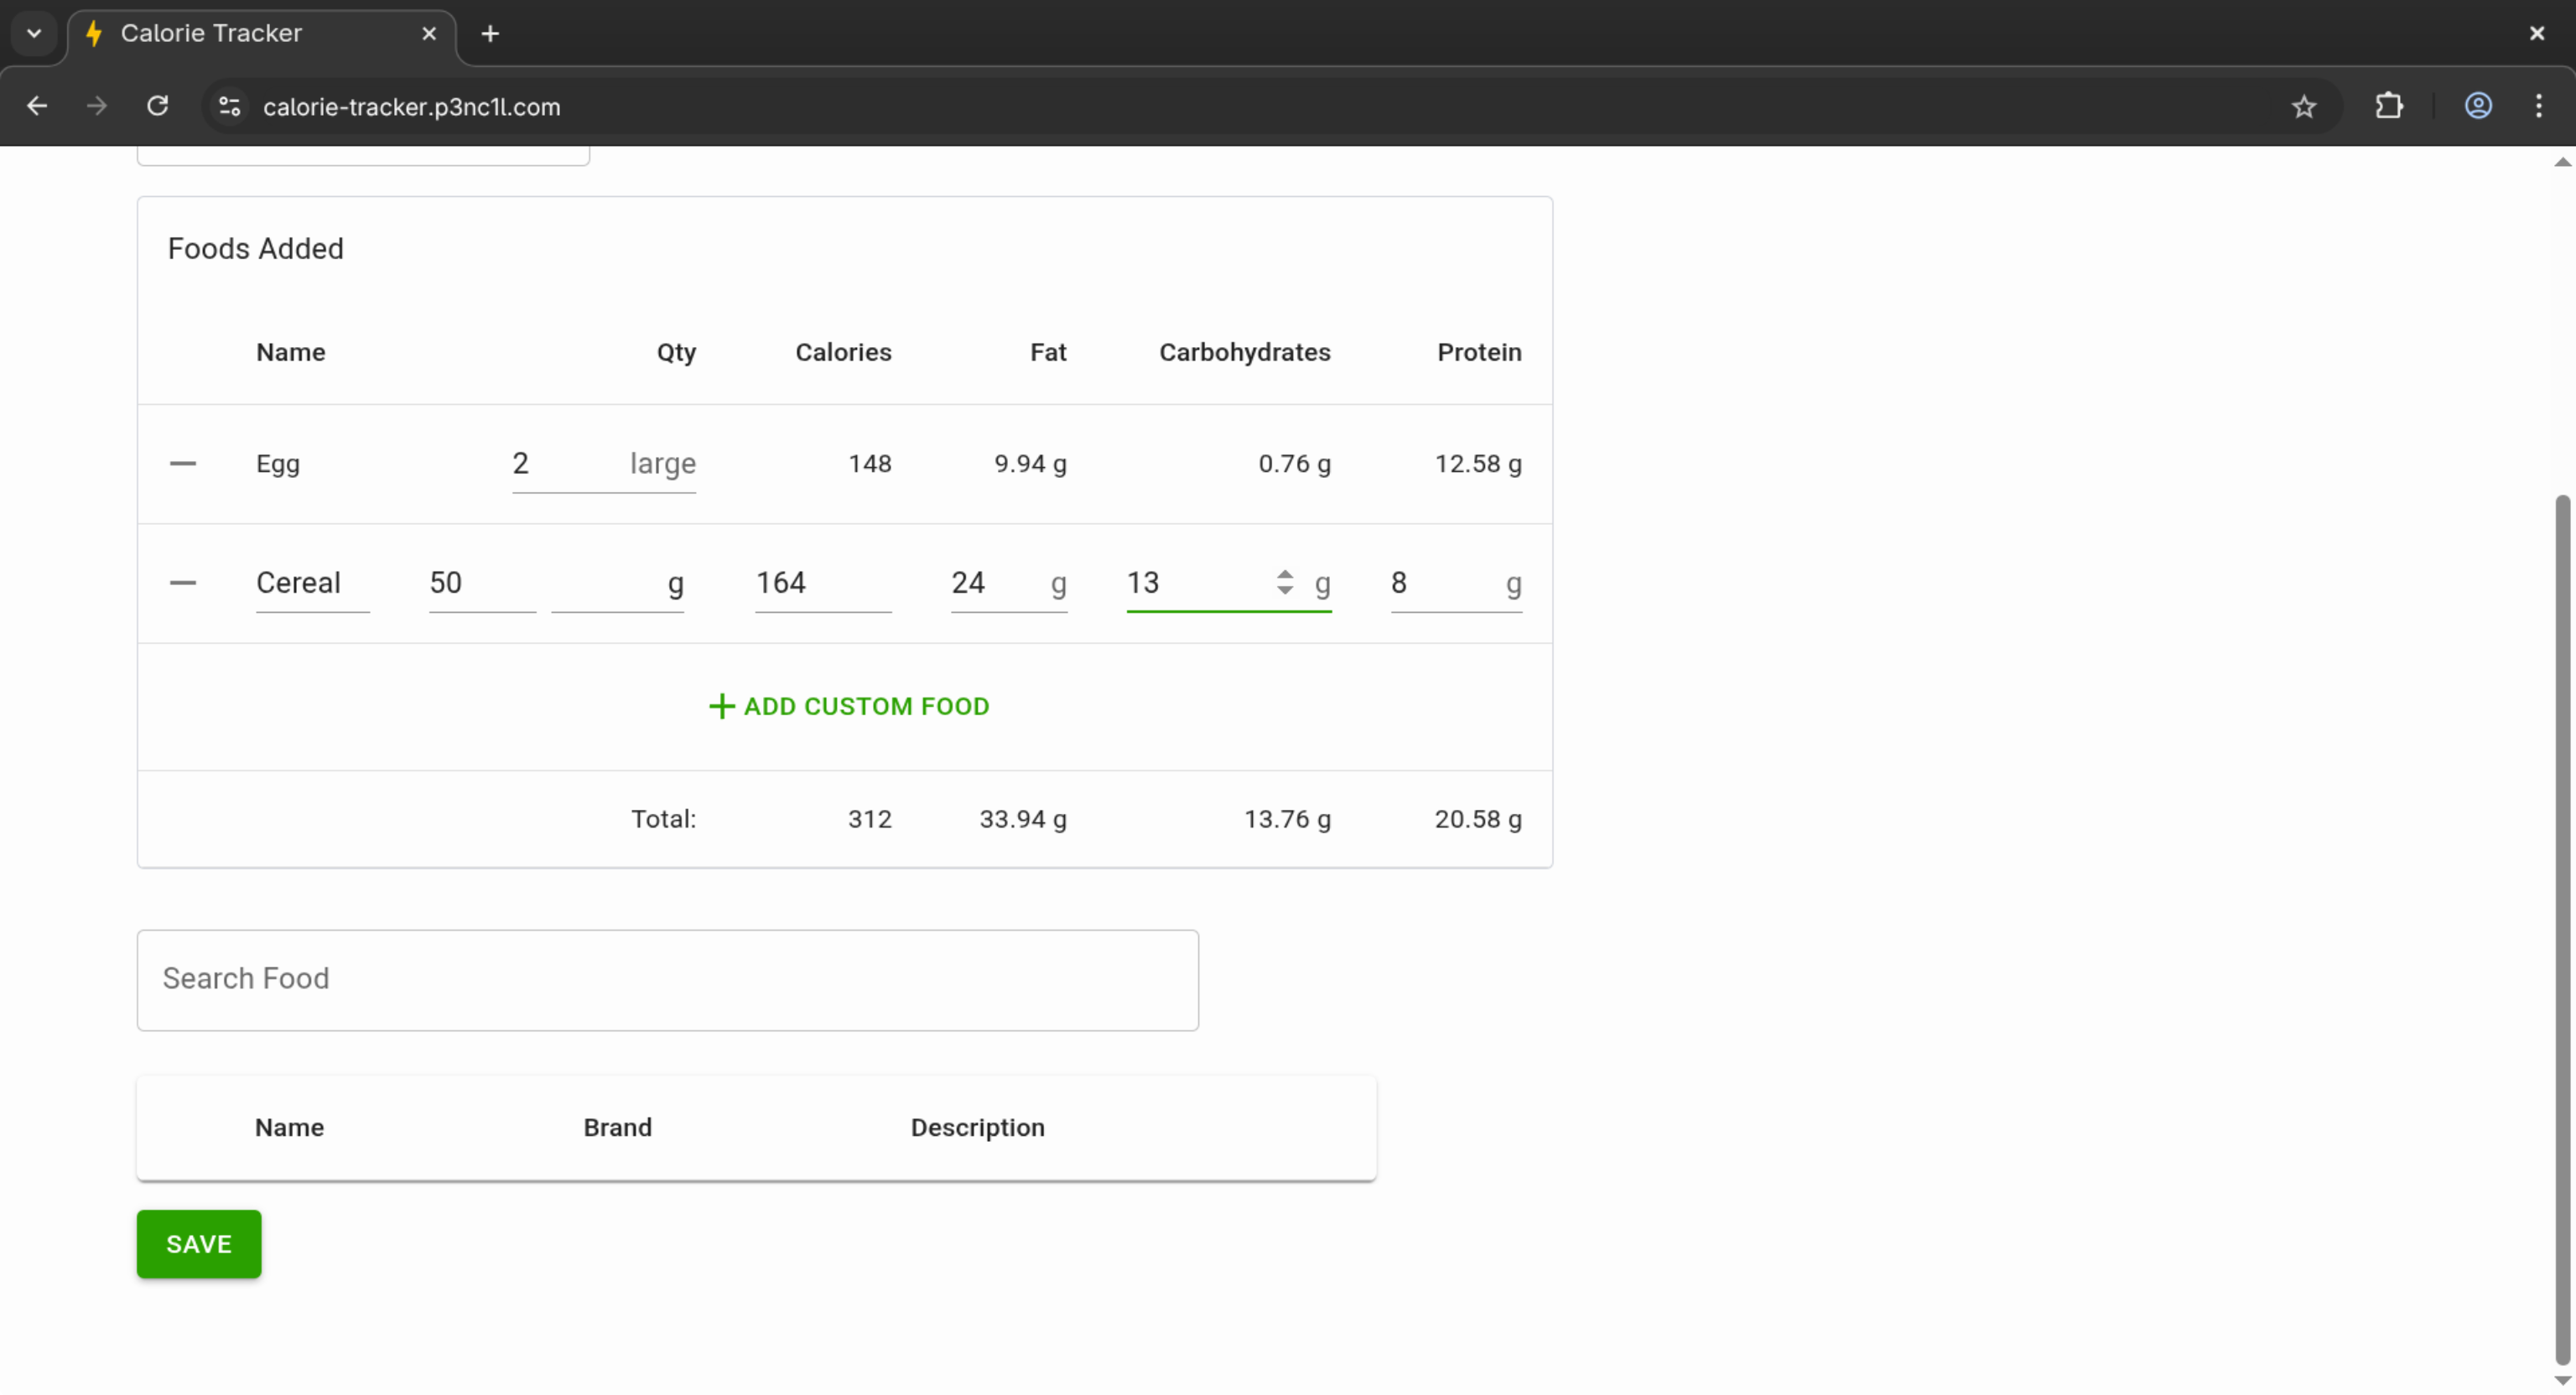 Calorie Tracker
calorie-tracker.p3nc1l.com
Foods Added
Name Qty Calories Fat Carbohydrates Protein
Egg 2 large 148 9.94 g 0.76 g 12.58 g
Cereal 50 g 164 24 g 13 g 8 g
ADD CUSTOM FOOD
Total: 312 33.94 g 13.76 g 20.58 g
Search Food
Name Brand Description
SAVE